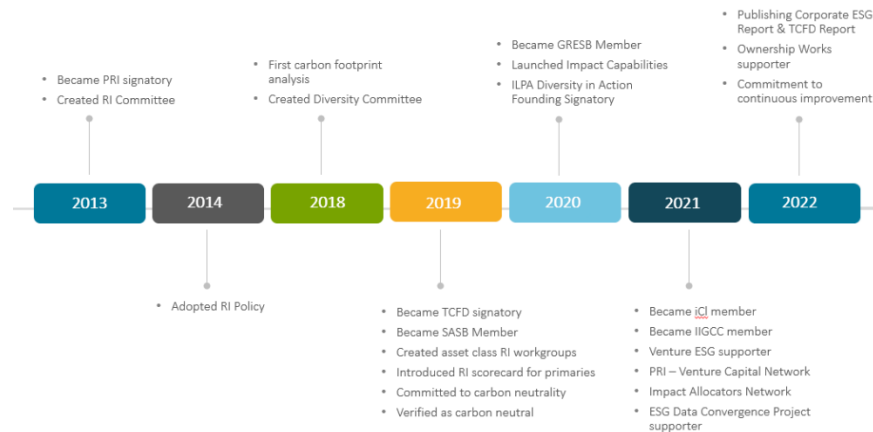 • Became PRI signatory
• Created RI Committee
• First carbon footprint
analysis
• Created Diversity Committee
• Became GRESB Member
• Launched Impact Capabilities
• ILPA Diversity in Action
Founding Signatory
• Publishing Corporate ESG
Report & TCFD Report
• Ownership Works
supporter
• Commitment to
continuous improvement
2013
2014
2018
2019
2020
2021
2022
• Adopted RI Policy
• Became TCFD signatory
• Became SASB Member
• Created asset class RI workgroups
• Introduced RI scorecard for primaries
• Committed to carbon neutrality
• Verified as carbon neutral
• Became iCI member
• Became IIGCC member
• Venture ESG supporter
• PRI – Venture Capital Network
• Impact Allocators Network
• ESG Data Convergence Project
supporter